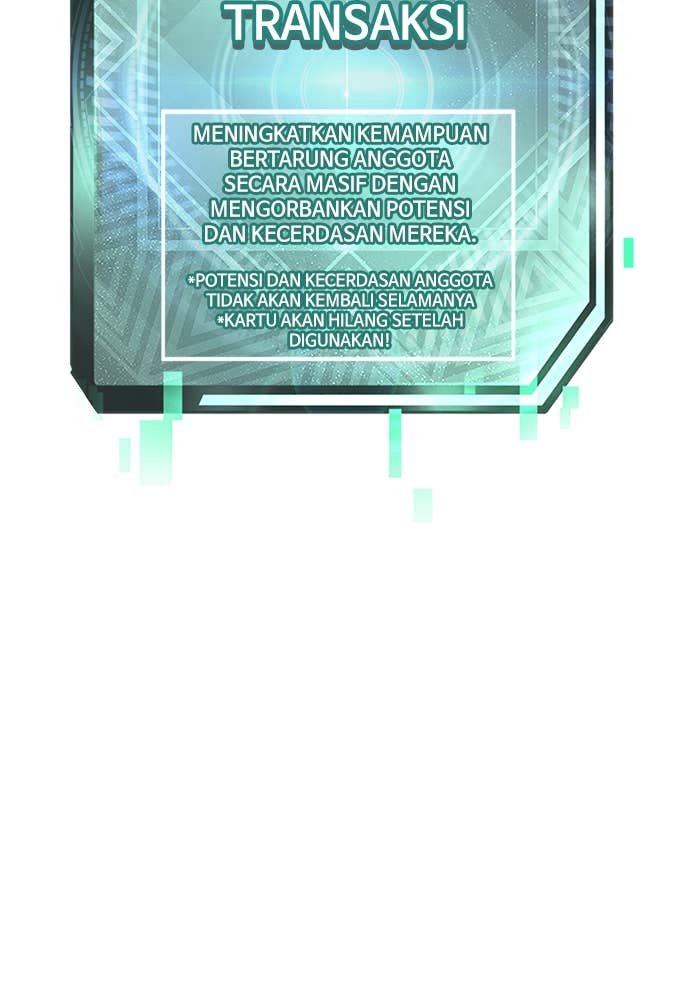 TRANSAKSI
MENINGKATKAN KEMAMPUAN
BERTARUNG ANGGOTA
SECARA MASIF DENGAN
MENGORBANKAN POTENSI
DAN KECERDASAN MEREKA.
*POTENSI DAN KECERDASAN ANGGOTA
TIDAK AKAN KEMBALI SELAMANYA
*KARTU AKAN HILANG SETELAH
DIGUNAKAN!